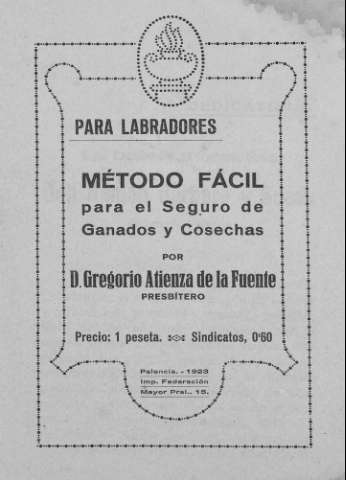 PARA LABRADORES
MÉTODO FÁCIL
para el Seguro de
Ganados y Cosechas
POR
D. Gregorio Atienza de la Fuente
PRESBÍTERO
Precio: 1 peseta. Sindicatos, 0'60
Palencia. - 1923
Imp. Federación
Mayor Pral., 15.